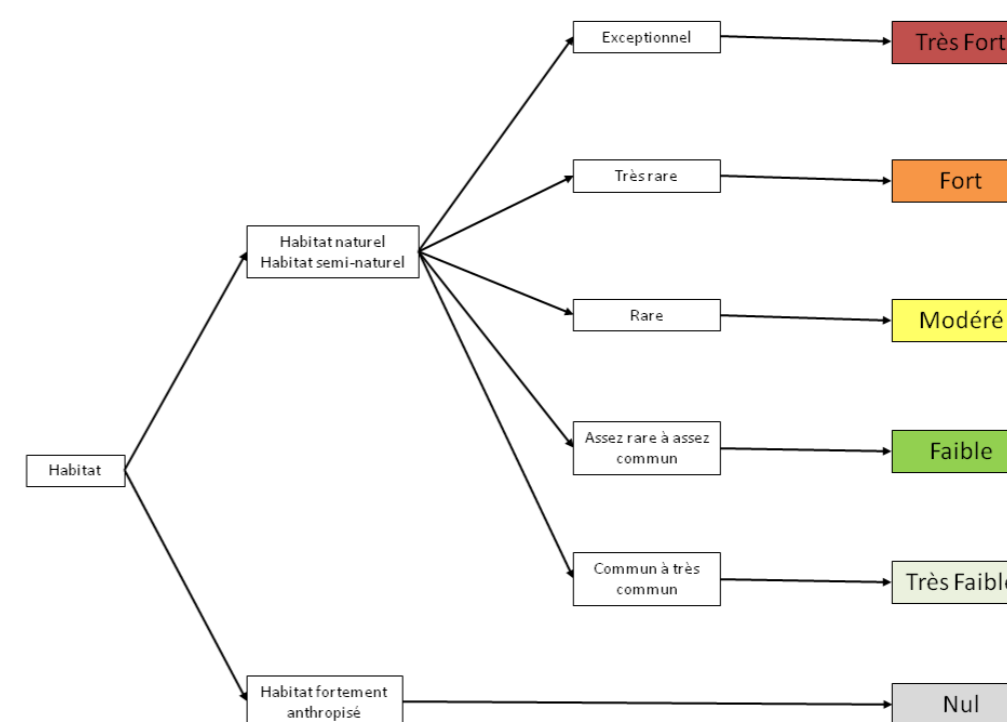 Exceptionnel
Très Fort
Très rare
Fort
Habitat naturel
Habitat semi-naturel
Rare
Modéré
Assez rare à assez
commun
Faible
Habitat
Commun à très
commun
Très Faible
Habitat fortement
anthropisé
Nul